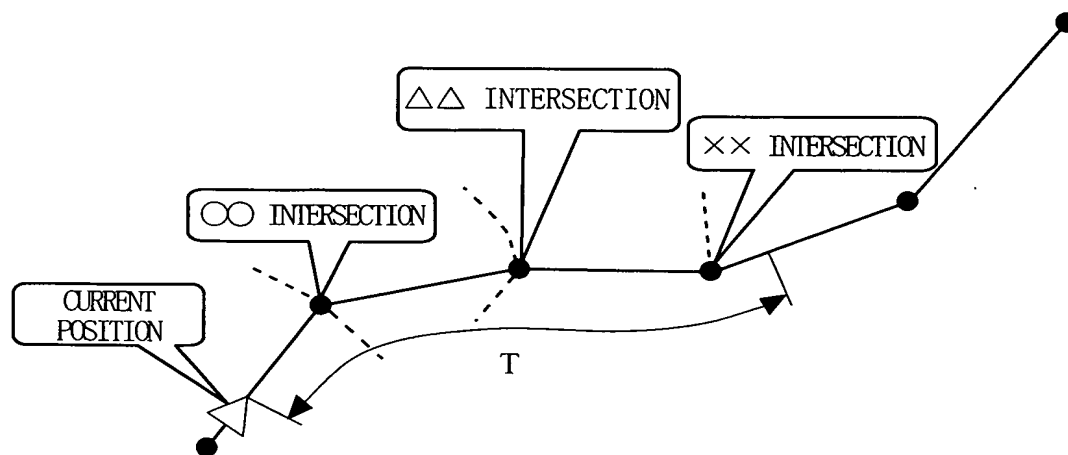 △△ INTERSECTION
×× INTERSECTION
○○ INTERSECTION
CURRENT
POSITION
T